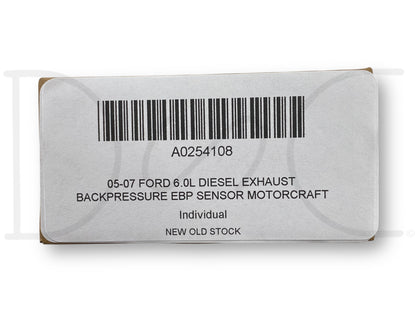 A0254108
05-07 FORD 6.0L DIESEL EXHAUST
BACKPRESSURE EBP SENSOR MOTORCRAFT
Individual
NEW OLD STOCK